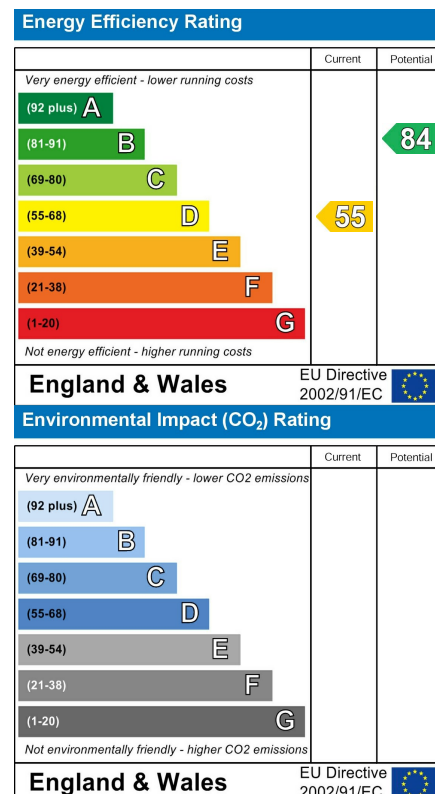 Energy Efficiency Rating
Current Potential
Very energy efficient - lower running costs
(92 plus) A
(81-91) B
84
(69-80) C
(55-68) D
55
(39-54) E
(21-38) F
(1-20) G
Not energy efficient - higher running costs
England & Wales
EU Directive
2002/91/EC
Environmental Impact (CO₂) Rating
Current Potential
Very environmentally friendly - lower CO2 emissions
(92 plus) A
(81-91) B
(69-80) C
(55-68) D
(39-54) E
(21-38) F
(1-20) G
Not environmentally friendly - higher CO2 emissions
England & Wales
EU Directive
2002/91/EC